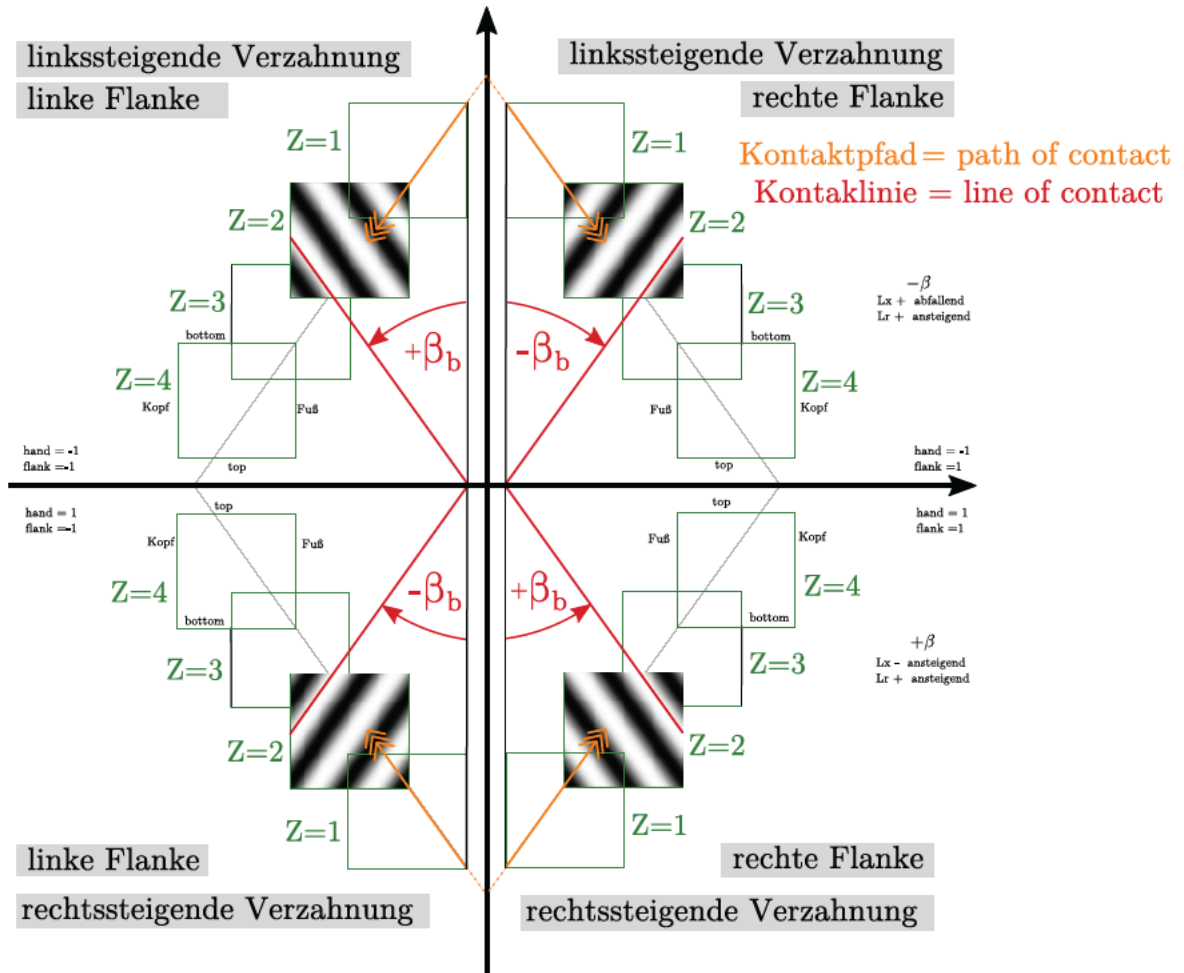 linkssteigende Verzahnung
linke Flanke
linkssteigende Verzahnung
rechte Flanke
Kontaktpfad = path of contact
Kontaklinie = line of contact
Z=1
Z=2
Z=3
bottom
Z=4
Kopf
Fuß
top
+βb
Z=1
Z=2
Z=3
bottom
Z=4
Fuß
Kopf
top
-βb
−β
Lx + abfallend
Lr + ansteigend
hand = -1
flank =-1
hand = -1
flank =1
hand = 1
flank =-1
hand = 1
flank =1
top
Kopf
Fuß
Z=4
bottom
Z=3
Z=2
Z=1
-βb
top
Fuß
Kopf
Z=4
bottom
Z=3
Z=2
Z=1
+βb
+β
Lx - ansteigend
Lr + ansteigend
linke Flanke
rechtssteigende Verzahnung
rechte Flanke
rechtssteigende Verzahnung